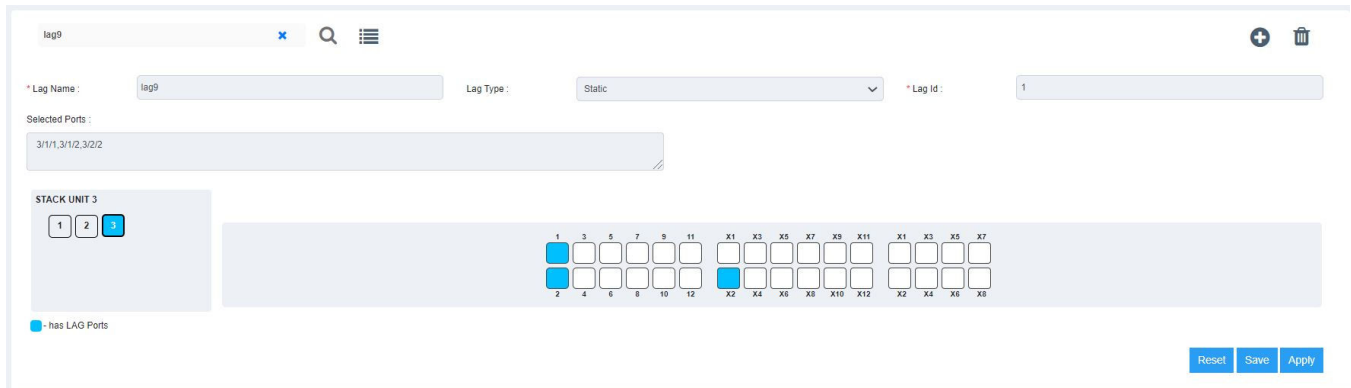 lag9
* Lag Name : lag9 Lag Type : Static * Lag Id : 1
Selected Ports :
3/1/1,3/1/2,3/2/2
STACK UNIT 3
1 2 3
1 3 5 7 9 11 X1 X3 X5 X7 X9 X11 X1 X3 X5 X7
2 4 6 8 10 12 X2 X4 X6 X8 X10 X12 X2 X4 X6 X8
- has LAG Ports
Reset Save Apply